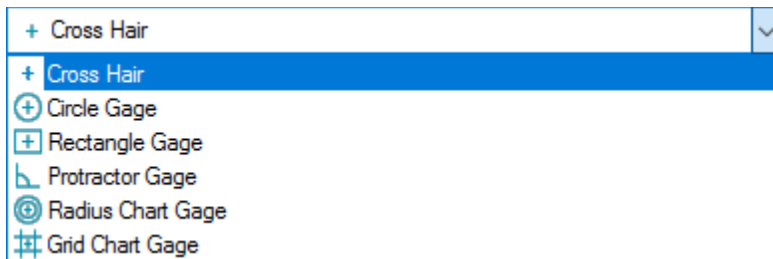 Cross Hair
Cross Hair
Circle Gage
Rectangle Gage
Protractor Gage
Radius Chart Gage
Grid Chart Gage